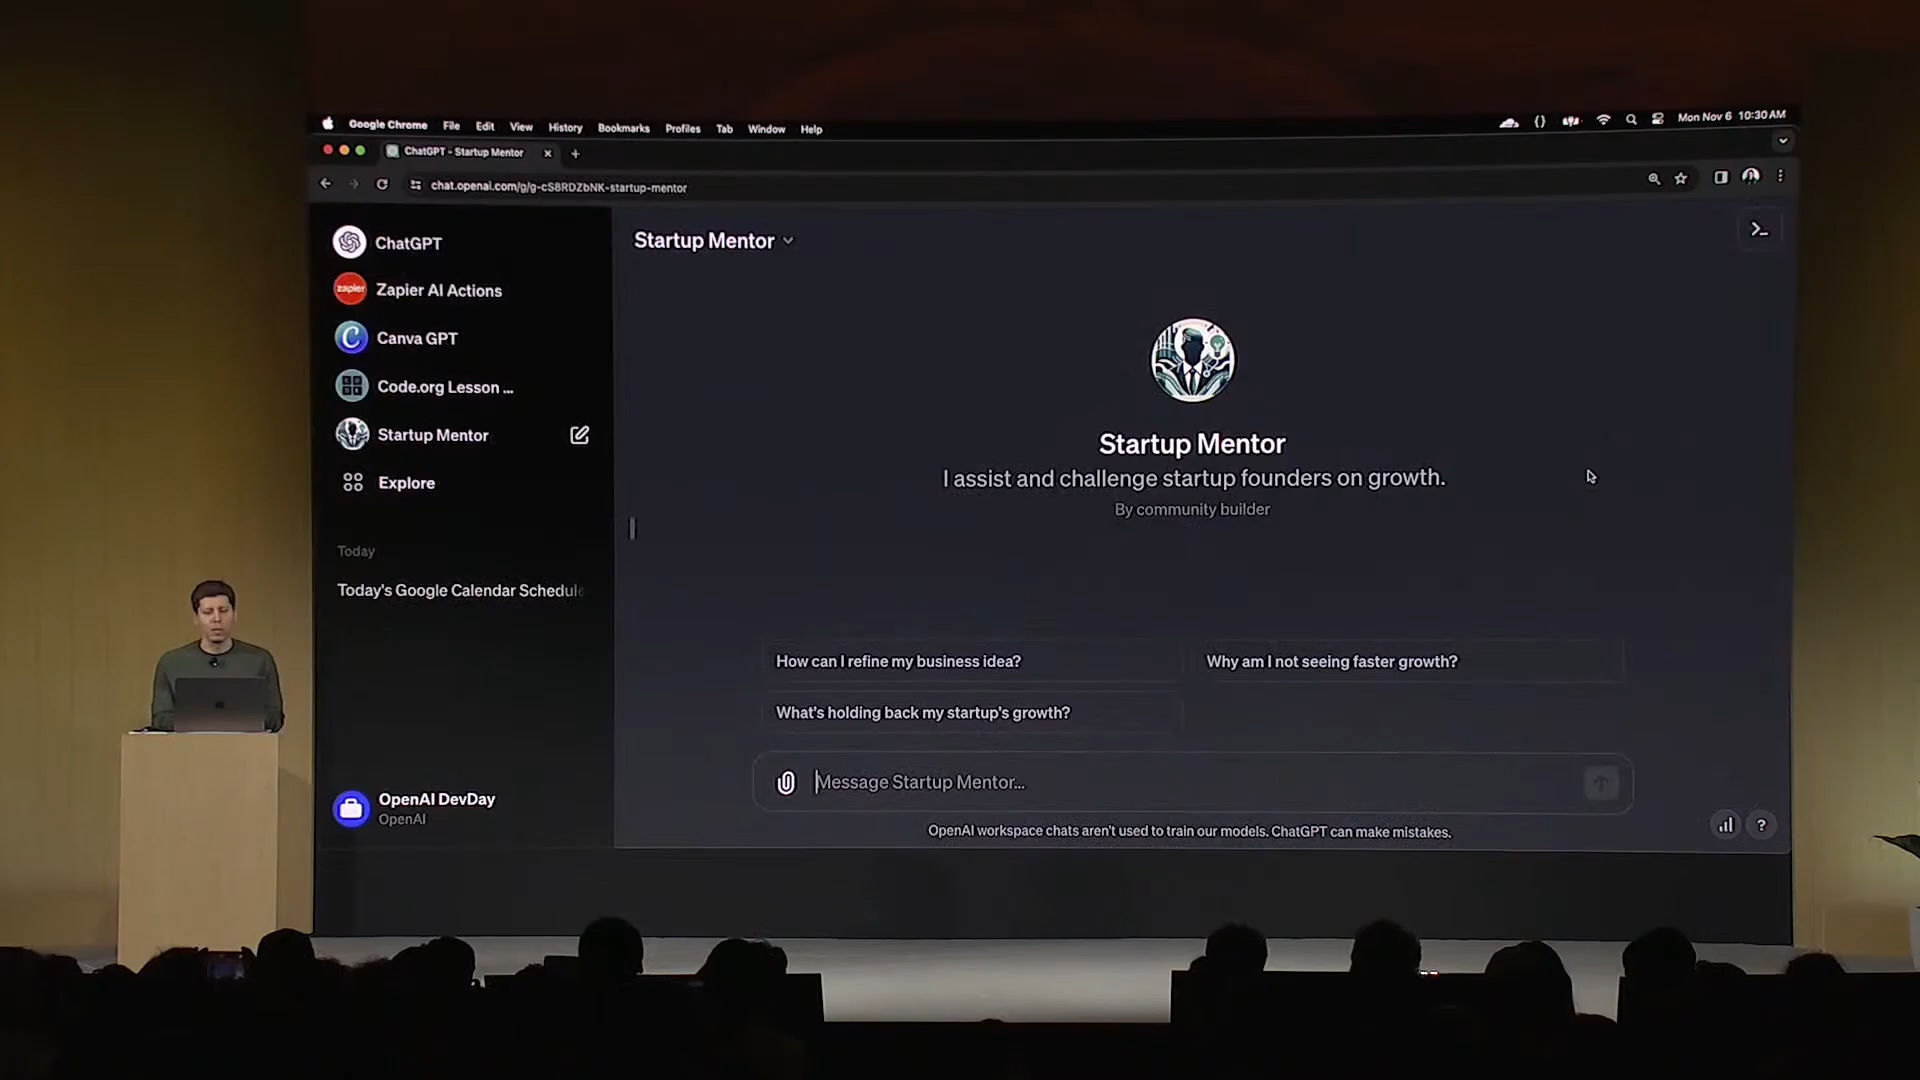 Google Chrome File Edit View History Bookmarks Profiles Tab Window Help Mon Nov 6 10:30 AM
ChatGPT - Startup Mentor
chat.openai.com/g/g-cS8RDZbNK-startup-mentor
ChatGPT
zapier
Zapier AI Actions
C
Canva GPT
Code.org Lesson ...
Startup Mentor
Explore
Today
Today's Google Calendar Schedule
OpenAI DevDay
OpenAI
Startup Mentor
Startup Mentor
I assist and challenge startup founders on growth.
By community builder
How can I refine my business idea?
Why am I not seeing faster growth?
What's holding back my startup's growth?
Message Startup Mentor...
OpenAI workspace chats aren't used to train our models. ChatGPT can make mistakes.
?